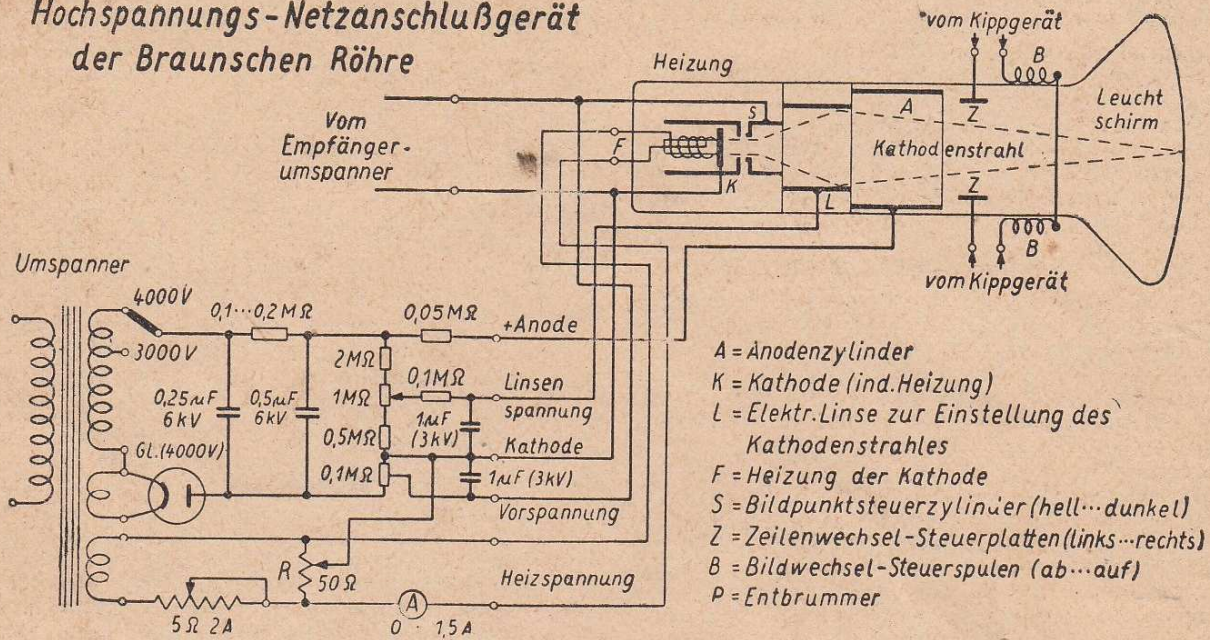 Hochspannungs-Netzanschlußgerät
der Braunschen Röhre
Vom
Empfänger-
umspanner
Heizung
vom Kippgerät
B
Leucht
schirm
S
A
Z
F
Kathodenstrahl
K
L
Z
B
vom Kippgerät
Umspanner
4000V
3000V
0,1...0,2MΩ
0,05MΩ
+Anode
2MΩ
0,1MΩ
Linsen
spannung
0,25µF
6kV
0,5µF
6kV
1MΩ
1µF
(3kV)
0,5MΩ
Kathode
Gl.(4000V)
0,1MΩ
1µF (3kV)
Vorspannung
R
50Ω
Heizspannung
A
5Ω 2A
0 - 1,5A
A = Anodenzylinder
K = Kathode (ind. Heizung)
L = Elektr. Linse zur Einstellung des
Kathodenstrahles
F = Heizung der Kathode
S = Bildpunktsteuerzylinder (hell...dunkel)
Z = Zeilenwechsel-Steuerplatten (links...rechts)
B = Bildwechsel-Steuerspulen (ab...auf)
P = Entbrummer